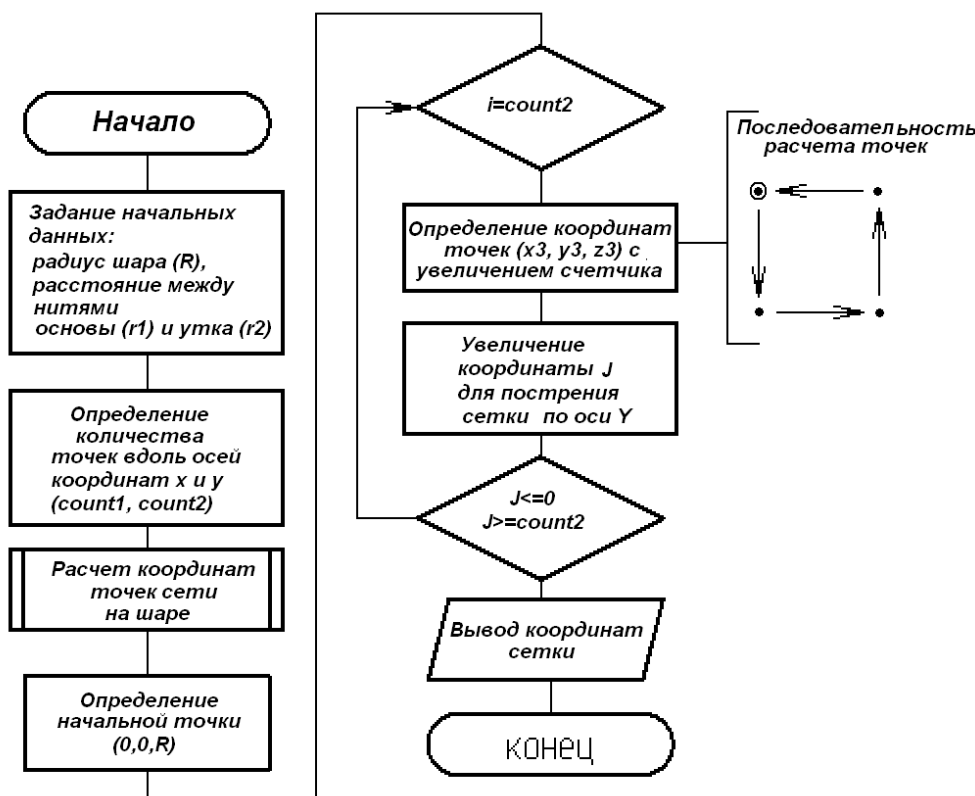 Начало
Задание начальных
данных:
радиус шара (R),
расстояние между
нитями
основы (r1) и утка (r2)
Определение
количества
точек вдоль осей
координат x и y
(count1, count2)
Расчет координат
точек сети
на шаре
Определение
начальной точки
(0,0,R)
i=count2
Определение координат
точек (x3, y3, z3) с
увеличением счетчика
Последовательность
расчета точек
Увеличение
координаты J
для пострения
сетки по оси Y
J<=0
J>=count2
Вывод координат
сетки
конец